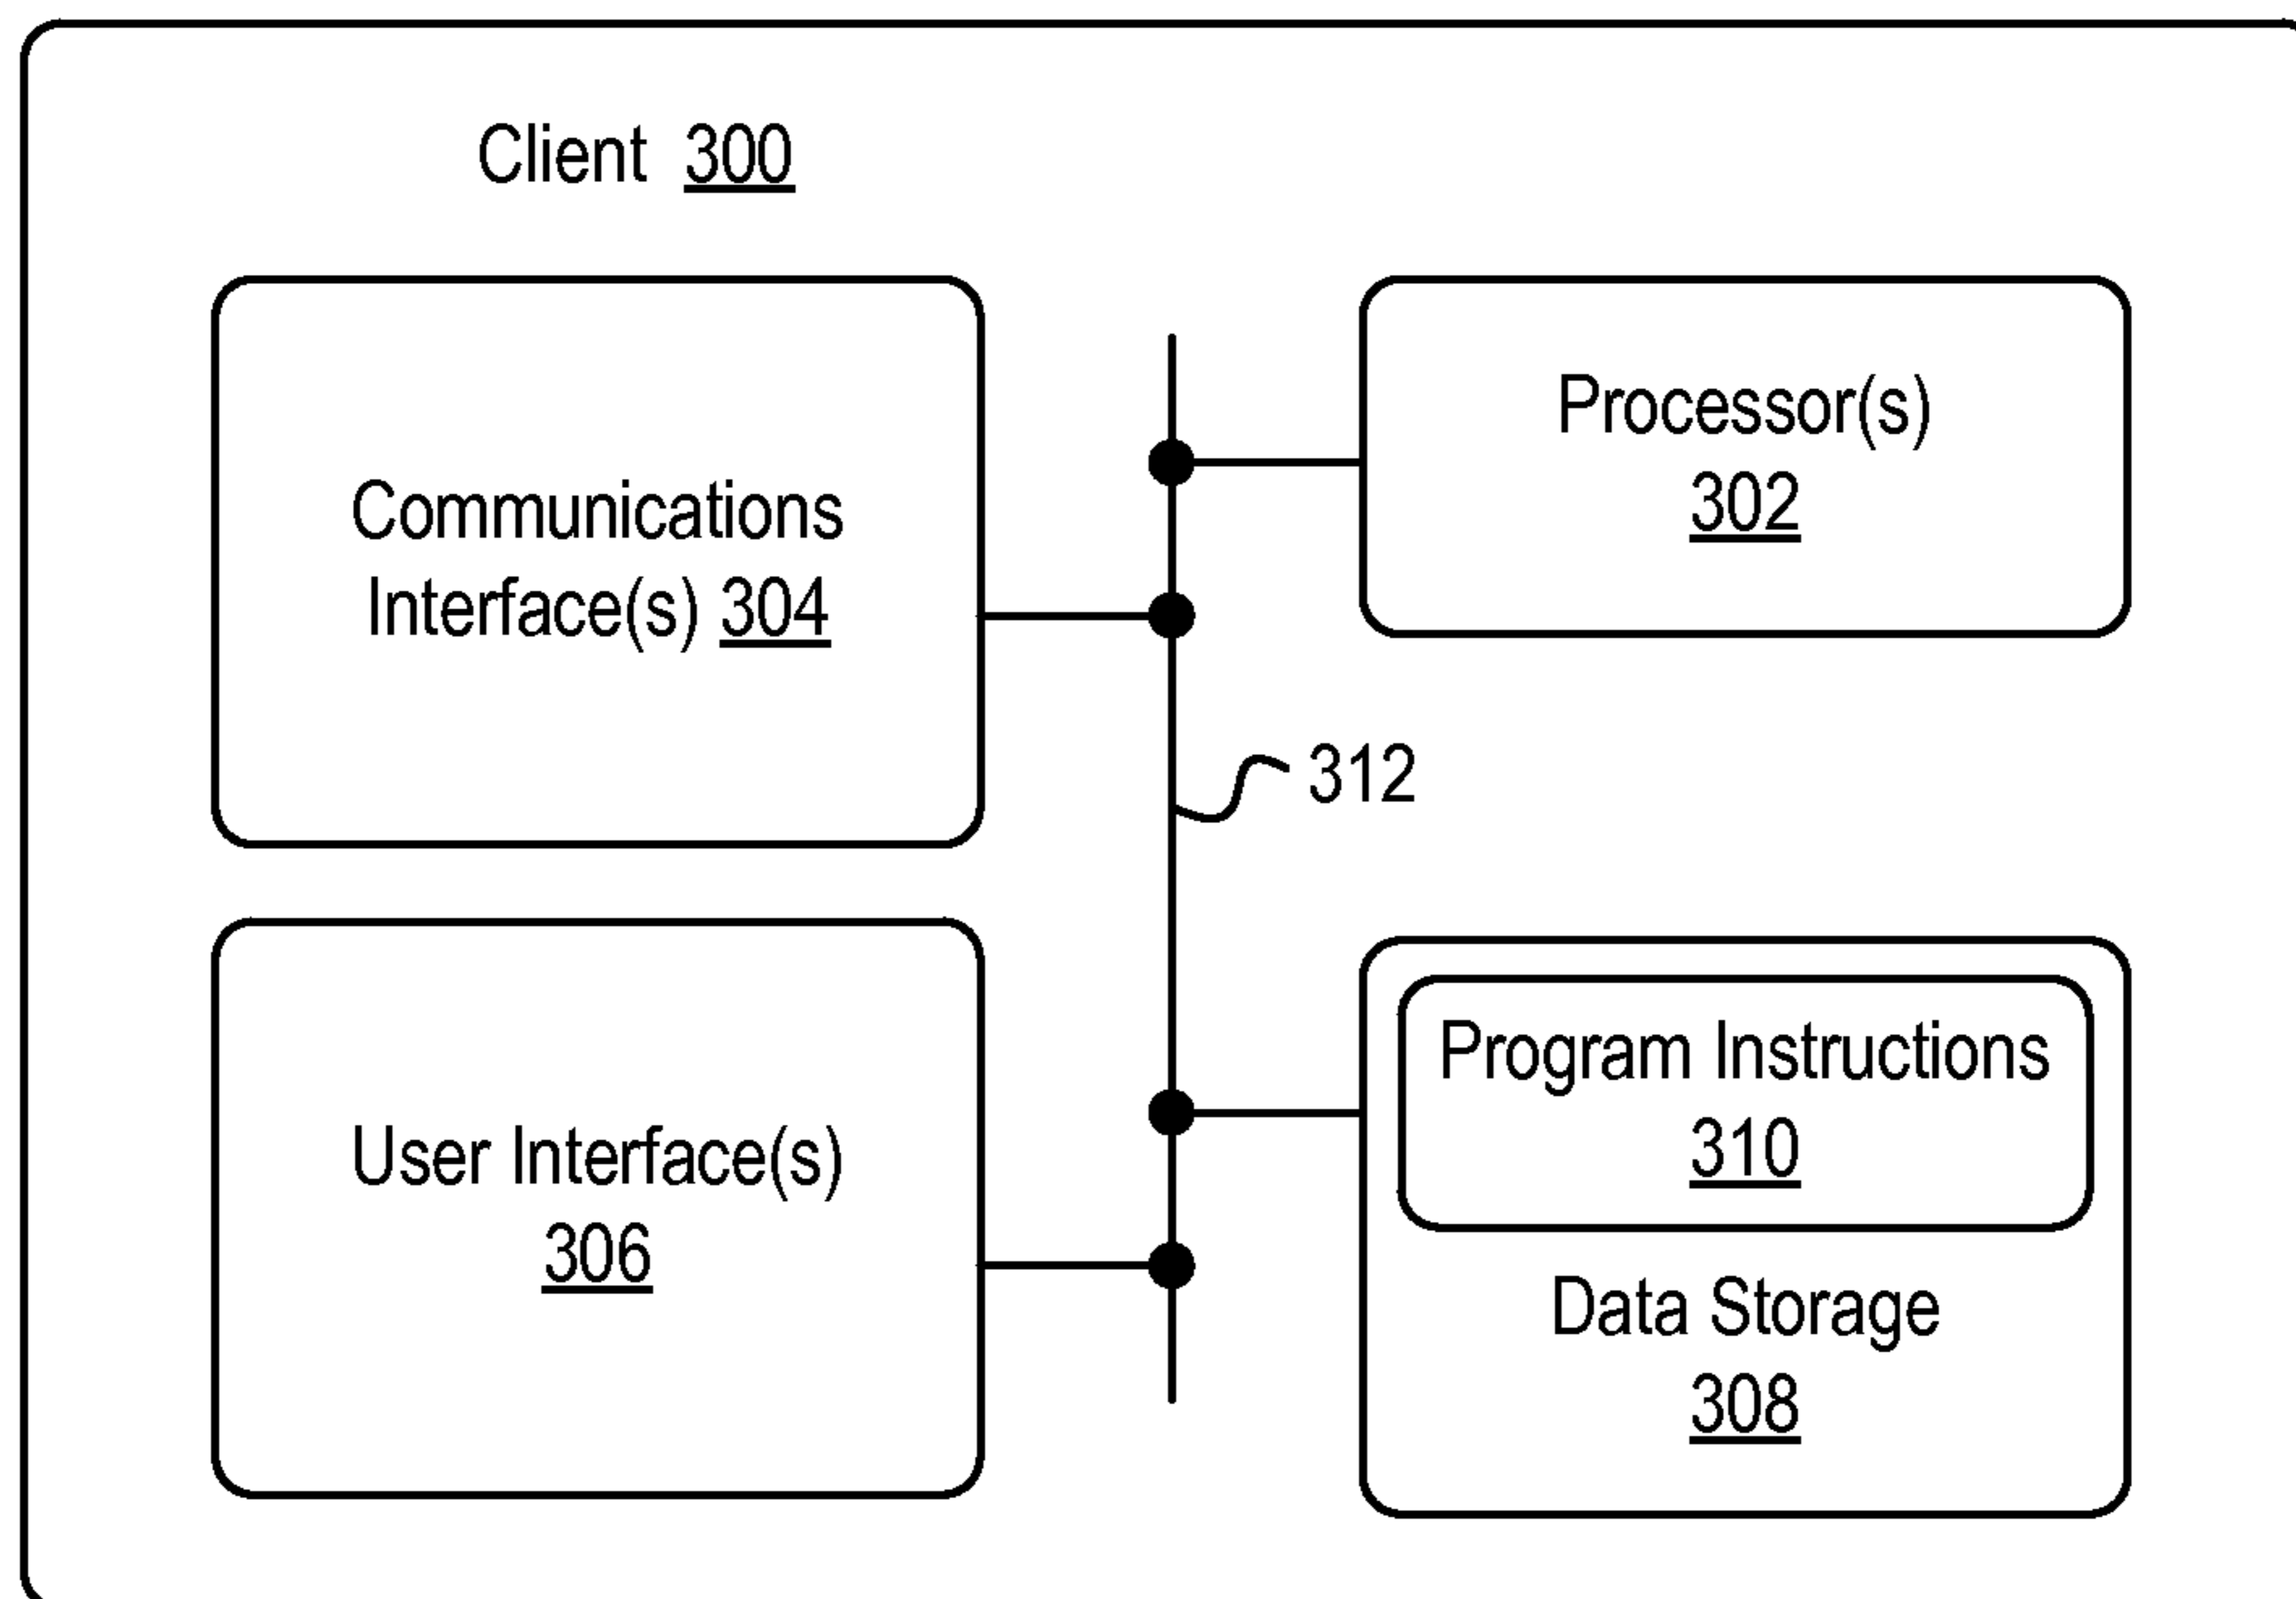 Client 300
Communications
Interface(s) 304
Processor(s)
302
312
User Interface(s)
306
Program Instructions
310
Data Storage
308